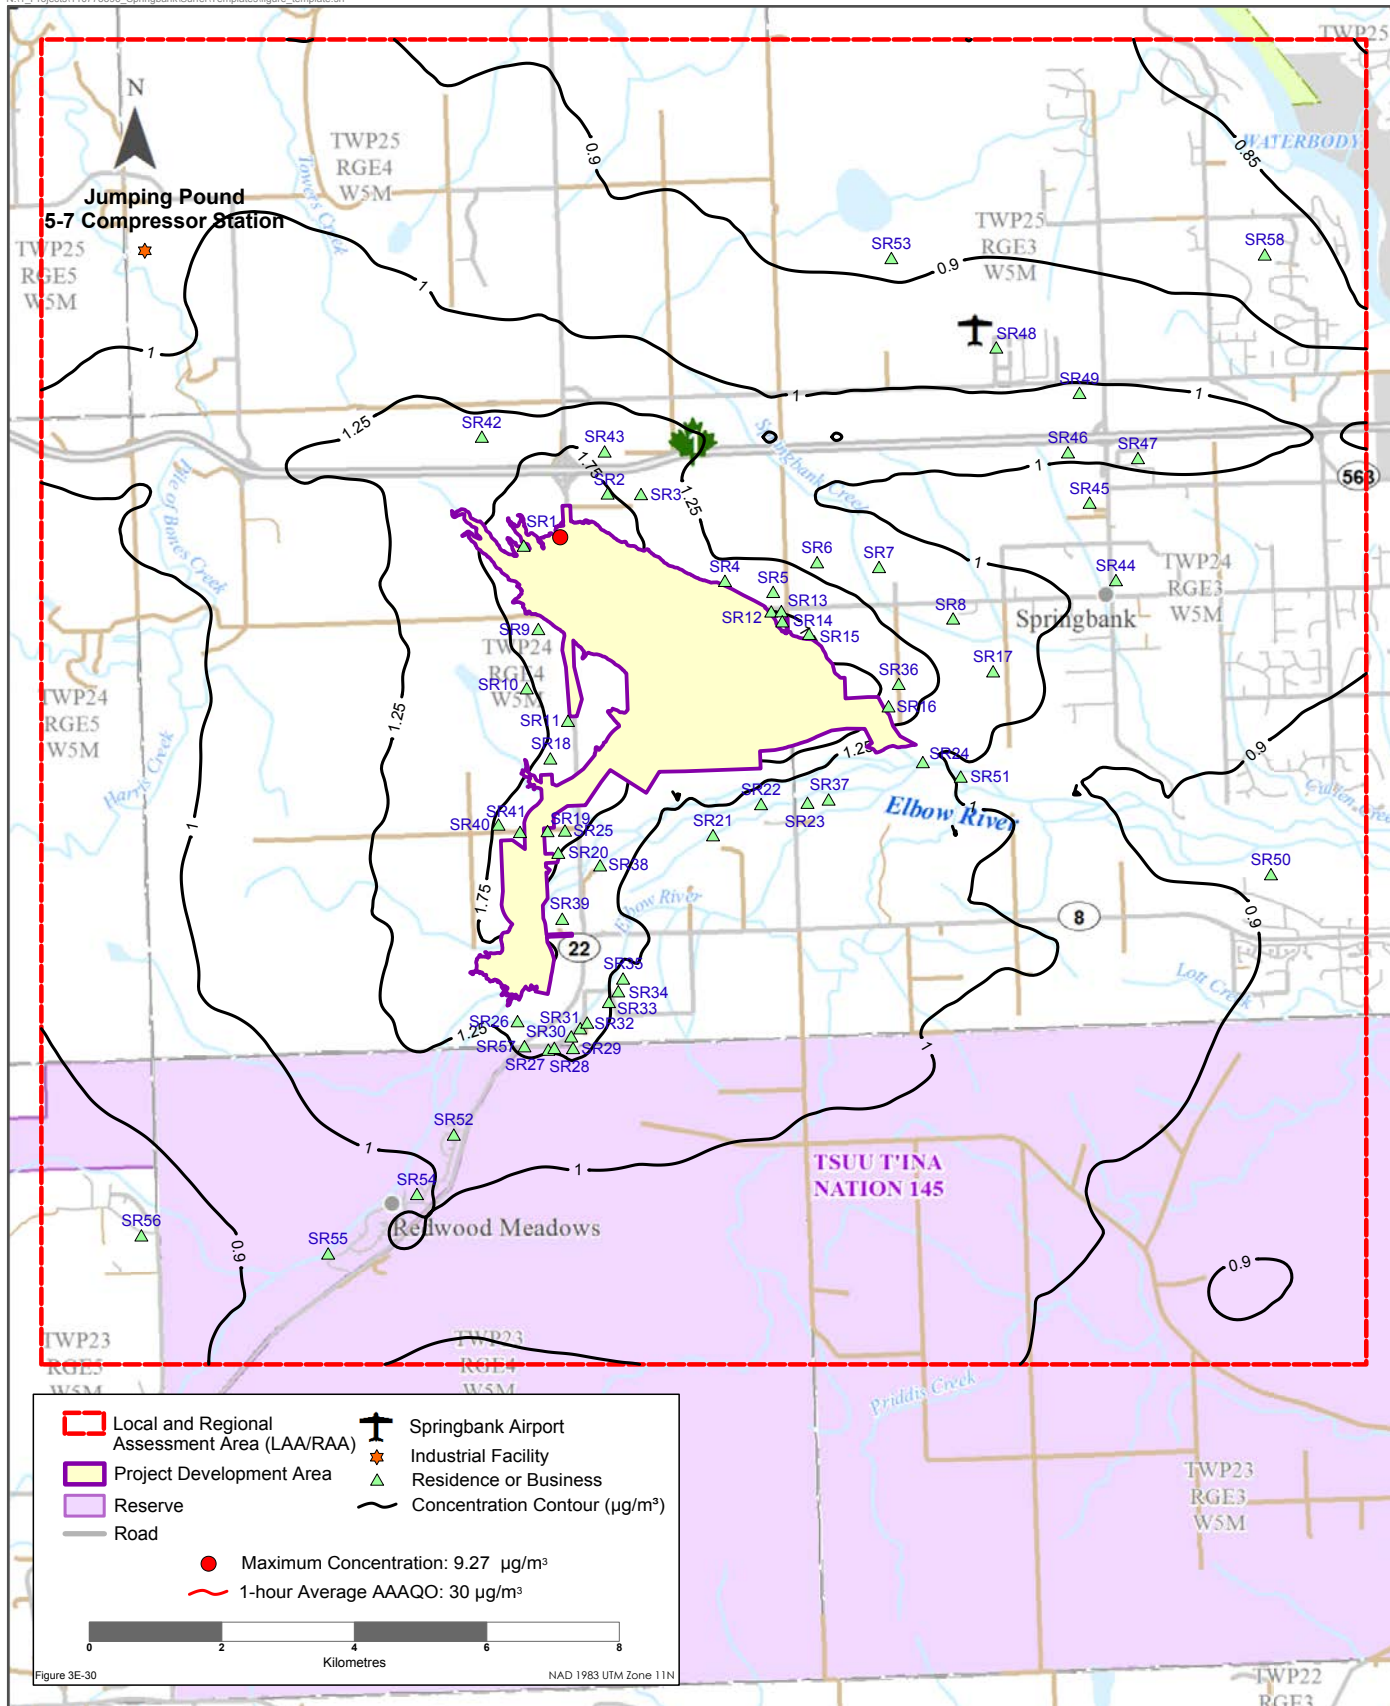 TWP25
N
TWP25
RGE4
W5M
Towers Creek
0.9
0.85
WATERBODY
Jumping Pound
5-7 Compressor Station
TWP25
RGE5
W5M
TWP25
RGE3
W5M
SR53
SR58
0.9
1
1
SR48
SR49
1
1
1.25
SR42
SR43
Springbank Creek
SR46
SR47
1
563
1.75
SR2
SR3
1.25
SR45
SR1
Pile of Bones Creek
SR6
SR7
1
TWP24
RGE3
W5M
SR4
SR5
SR44
SR13
SR12
SR14
SR8
Springbank
SR15
SR9
TWP24
RGE4
W5M
SR10
SR36
SR17
TWP24
RGE5
W5M
1.25
SR11
SR16
SR18
1.25
SR24
0.9
Harris Creek
SR51
Cullen Creek
SR22
SR37
SR23
1
Elbow River
1
SR41
SR40
SR19
SR25
SR21
SR20
SR38
SR50
1.75
Elbow River
SR39
0.9
8
22
SR35
Lott Creek
SR34
SR33
SR26
SR31
SR32
1.25
SR30
SR57
SR29
SR27
SR28
1
SR52
1
TSUU T'INA
NATION 145
1
SR54
Redwood Meadows
SR56
SR55
0.9
0.9
TWP23
RGE5
W5M
TWP23
RGE4
W5M
Priddis Creek
Local and Regional
Assessment Area (LAA/RAA)
Project Development Area
Reserve
Road
Springbank Airport
Industrial Facility
Residence or Business
Concentration Contour (µg/m³)
Maximum Concentration: 9.27 µg/m³
1-hour Average AAAQO: 30 µg/m³
0 2 4 6 8
Kilometres
Figure 3E-30
NAD 1983 UTM Zone 11N
TWP23
RGE3
W5M
TWP22
RGE3